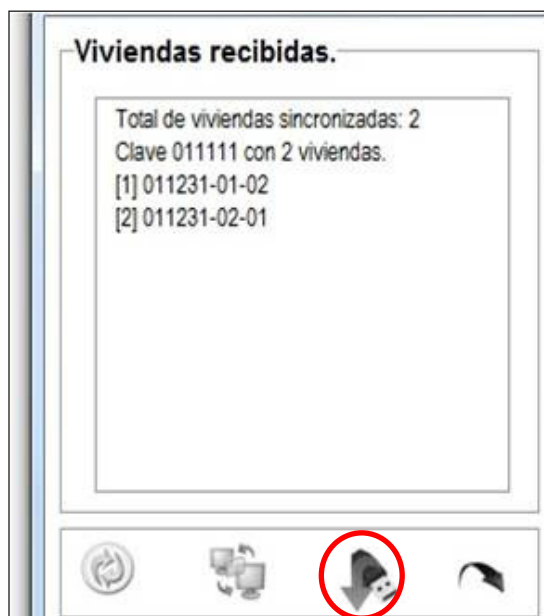 Viviendas recibidas.
Total de viviendas sincronizadas: 2
Clave 011111 con 2 viviendas.
[1] 011231-01-02
[2] 011231-02-01